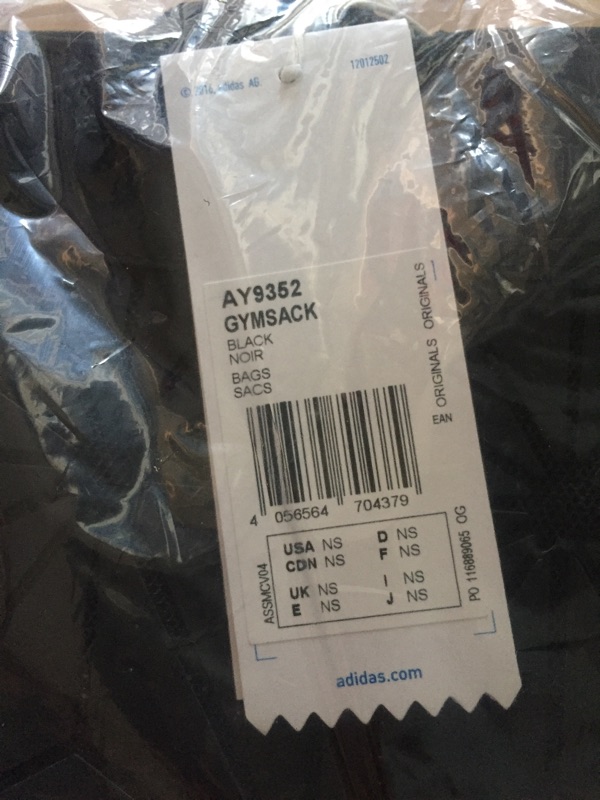 © 2014 adidas AG.
12012502
AY9352
GYMSACK
BLACK
NOIR
BAGS
SACS
ORIGINALS ORIGINALS
EAN
4 056564 704379
USA NS D NS
CDN NS F NS
UK NS I NS
E NS J NS
ASSMCV04
PO 116889065 OG
adidas.com